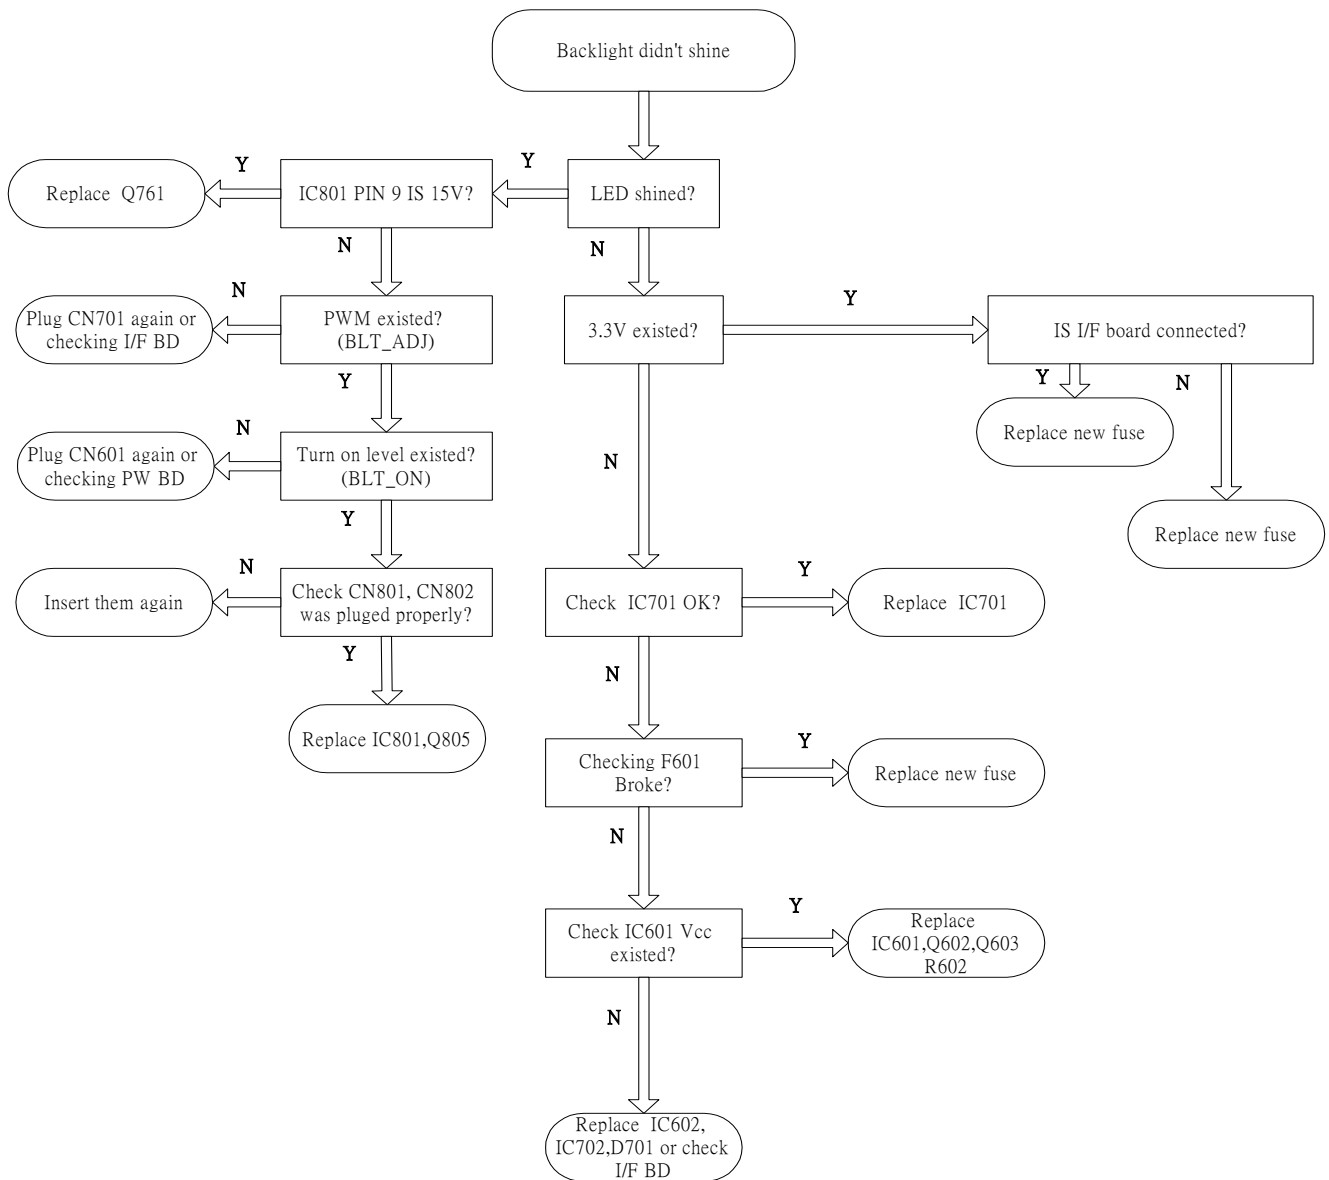 Backlight didn't shine
Y
Y
Replace Q761
IC801 PIN 9 IS 15V?
LED shined?
N
N
N
Y
Plug CN701 again or
checking I/F BD
PWM existed?
(BLT_ADJ)
3.3V existed?
IS I/F board connected?
Y
Y
N
N
Replace new fuse
Plug CN601 again or
checking PW BD
Turn on level existed?
(BLT_ON)
N
Y
Replace new fuse
N
Y
Insert them again
Check CN801, CN802
was pluged properly?
Check IC701 OK?
Replace IC701
Y
N
Replace IC801,Q805
Y
Checking F601
Broke?
Replace new fuse
N
Y
Check IC601 Vcc
existed?
Replace
IC601,Q602,Q603
R602
N
Replace IC602,
IC702,D701 or check
I/F BD